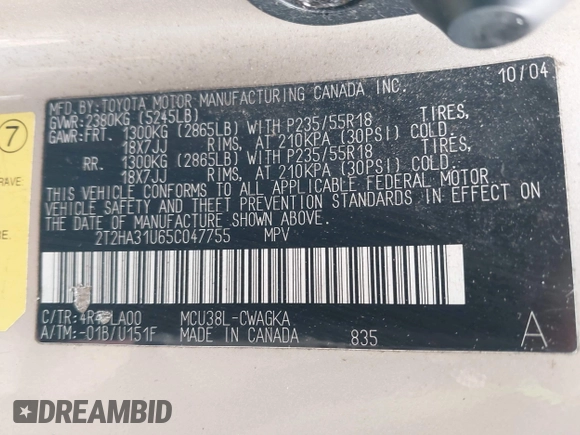 10/04
MFD. BY: TOYOTA MOTOR MANUFACTURING CANADA INC.
GVWR: 2380KG (5245LB)
GAWR: FRT. 1300KG (2865LB) WITH P235/55R18 TIRES,
18X7JJ RIMS, AT 210KPA (30PSI) COLD.
RR. 1300KG (2865LB) WITH P235/55R18 TIRES,
18X7JJ RIMS, AT 210KPA (30PSI) COLD.
THIS VEHICLE CONFORMS TO ALL APPLICABLE FEDERAL MOTOR
VEHICLE SAFETY AND THEFT PREVENTION STANDARDS IN EFFECT ON
THE DATE OF MANUFACTURE SHOWN ABOVE.
2T2HA31U65C047755 MPV
C/TR: LA00 MCU38L-CWAGKA
A/TM:-01B/U151F MADE IN CANADA 835 A
7
RAVE.
RE.
DREAMBID